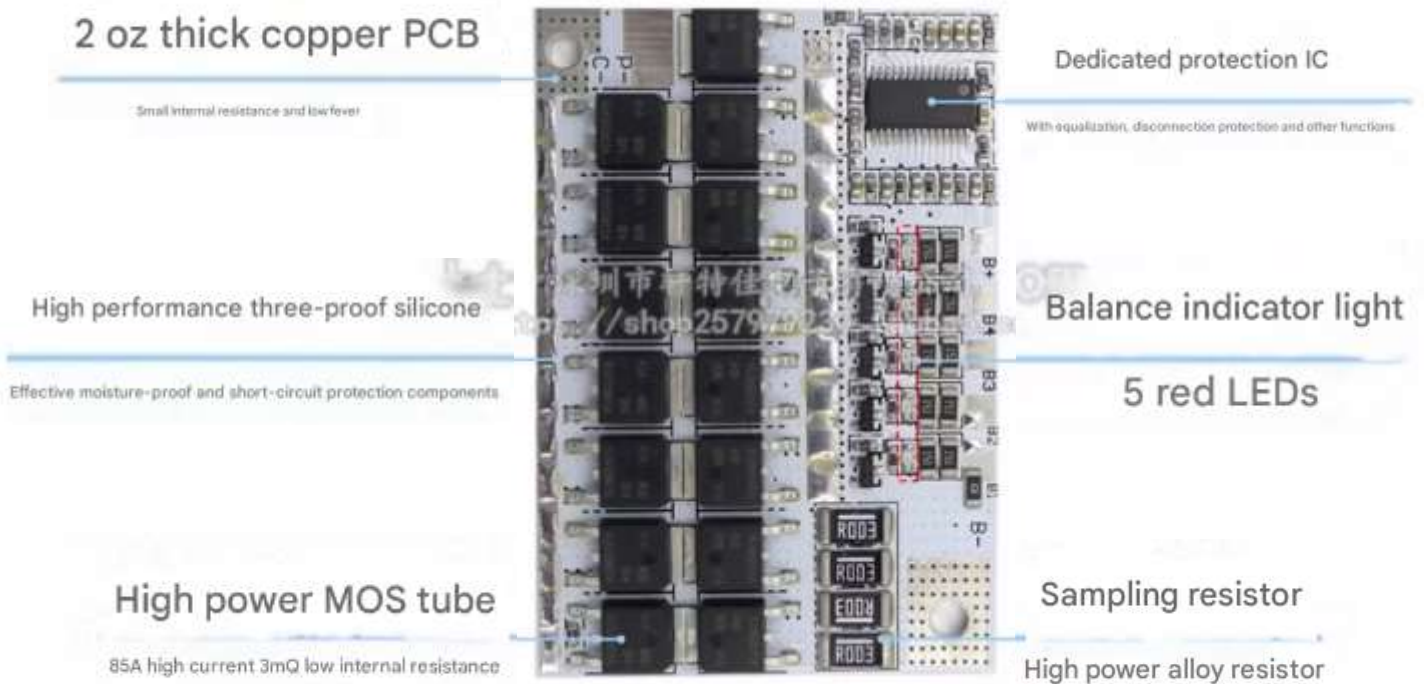 2 oz thick copper PCB
Small internal resistance and low fever
High performance three-proof silicone
Effective moisture-proof and short-circuit protection components
High power MOS tube
85A high current 3mΩ low internal resistance
P-
C-
B+
B4
B3
B2
B1
B-
R003
R003
R003
R003
Dedicated protection IC
With equalization, disconnection protection and other functions
Balance indicator light
5 red LEDs
Sampling resistor
High power alloy resistor